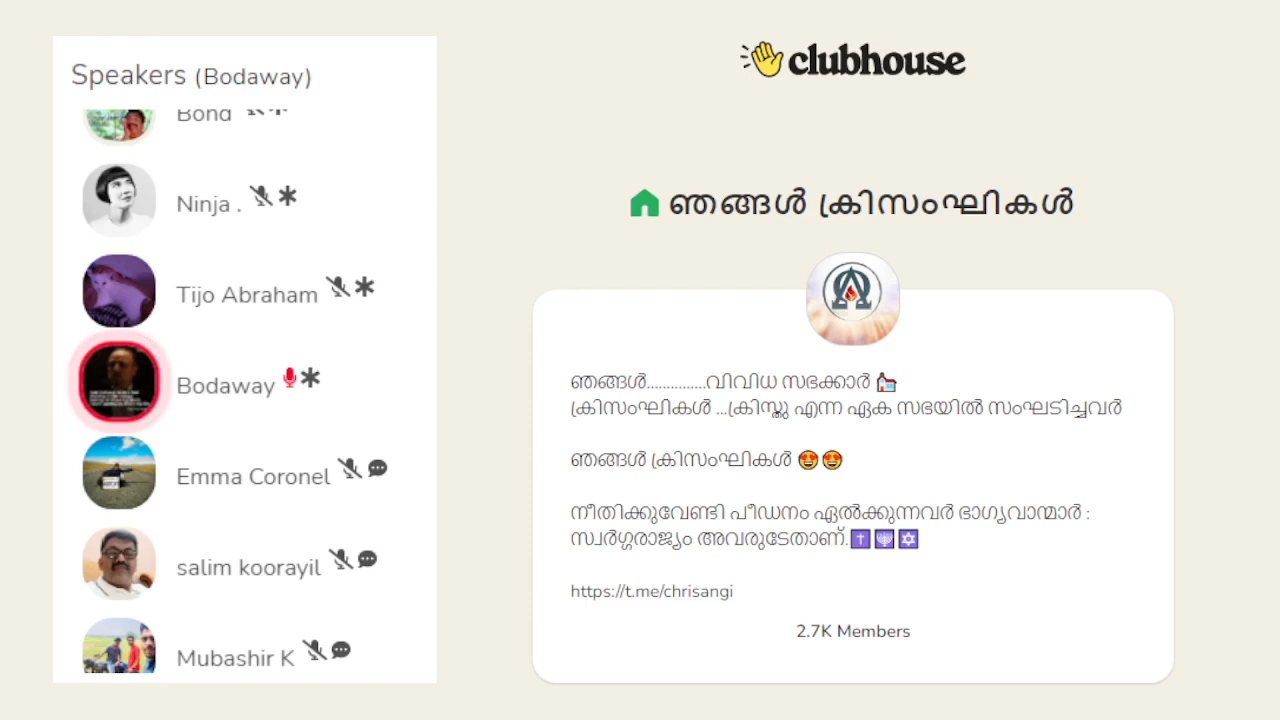 Speakers (Bodaway)
Bond
Ninja .
Tijo Abraham
Bodaway
Emma Coronel
salim koorayil
Mubashir K
clubhouse
ഞങ്ങൾ ക്രിസംഘികൾ
ഞങ്ങൾ..............വിവിധ സഭക്കാർ 🏡
ക്രിസംഘികൾ ...ക്രിസ്തു എന്ന ഏക സഭയിൽ സംഘടിച്ചവർ
ഞങ്ങൾ ക്രിസംഘികൾ 😍😍
നീതിക്കുവേണ്ടി പീഡനം ഏൽക്കുന്നവർ ഭാഗ്യവാന്മാർ :
സ്വർഗ്ഗരാജ്യം അവരുടേതാണ്.✝️🕎✡️
https://t.me/chrisangi
2.7K Members